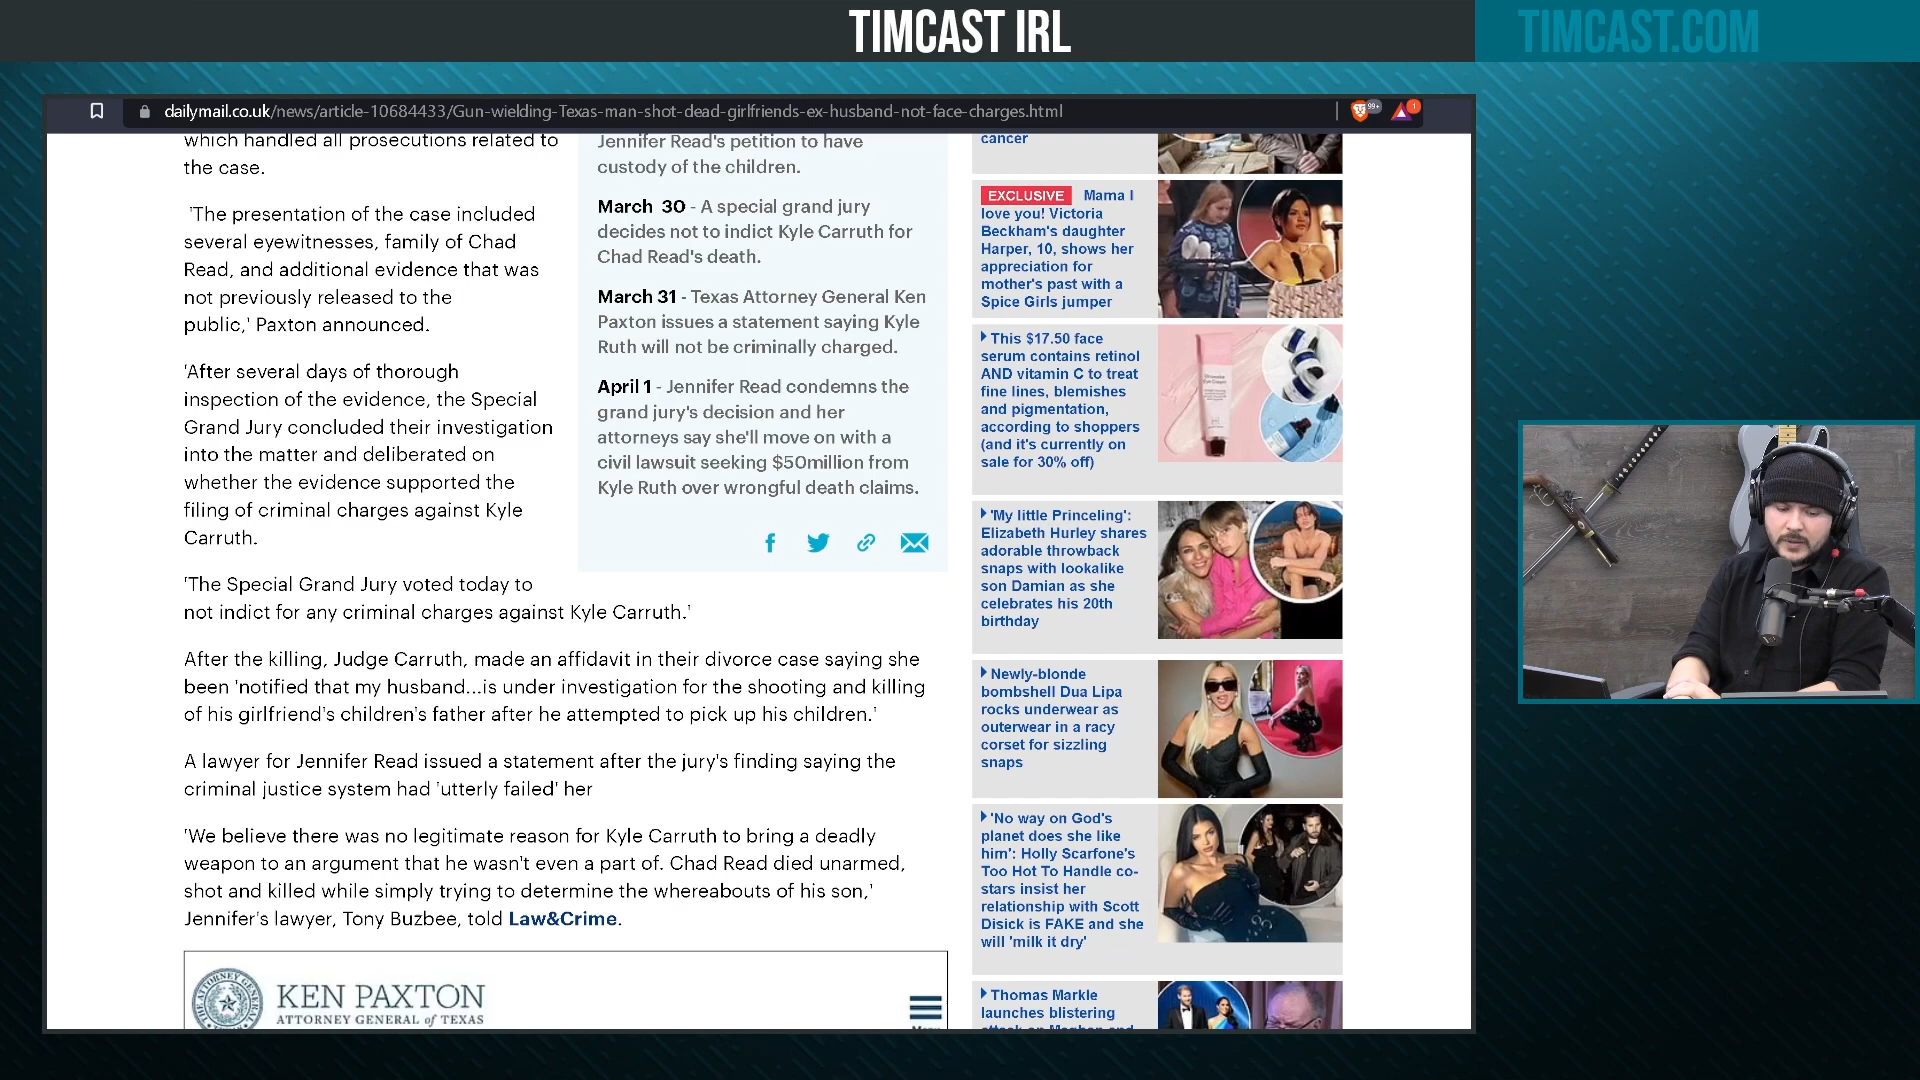 TIMCAST IRL
TIMCAST.COM
dailymail.co.uk/news/article-10684433/Gun-wielding-Texas-man-shot-dead-girlfriends-ex-husband-not-face-charges.html
99+
1
which handled all prosecutions related to
the case.
'The presentation of the case included
several eyewitnesses, family of Chad
Read, and additional evidence that was
not previously released to the
public,' Paxton announced.
'After several days of thorough
inspection of the evidence, the Special
Grand Jury concluded their investigation
into the matter and deliberated on
whether the evidence supported the
filing of criminal charges against Kyle
Carruth.
'The Special Grand Jury voted today to
not indict for any criminal charges against Kyle Carruth.'
After the killing, Judge Carruth, made an affidavit in their divorce case saying she
been 'notified that my husband...is under investigation for the shooting and killing
of his girlfriend's children's father after he attempted to pick up his children.'
A lawyer for Jennifer Read issued a statement after the jury's finding saying the
criminal justice system had 'utterly failed' her
'We believe there was no legitimate reason for Kyle Carruth to bring a deadly
weapon to an argument that he wasn't even a part of. Chad Read died unarmed,
shot and killed while simply trying to determine the whereabouts of his son,'
Jennifer's lawyer, Tony Buzbee, told Law&Crime.
KEN PAXTON
ATTORNEY GENERAL of TEXAS
Jennifer Read's petition to have
custody of the children.
March 30 - A special grand jury
decides not to indict Kyle Carruth for
Chad Read's death.
March 31 - Texas Attorney General Ken
Paxton issues a statement saying Kyle
Ruth will not be criminally charged.
April 1 - Jennifer Read condemns the
grand jury's decision and her
attorneys say she'll move on with a
civil lawsuit seeking $50million from
Kyle Ruth over wrongful death claims.
cancer
EXCLUSIVE Mama I
love you! Victoria
Beckham's daughter
Harper, 10, shows her
appreciation for
mother's past with a
Spice Girls jumper
This $17.50 face
serum contains retinol
AND vitamin C to treat
fine lines, blemishes
and pigmentation,
according to shoppers
(and it's currently on
sale for 30% off)
'My little Princeling':
Elizabeth Hurley shares
adorable throwback
snaps with lookalike
son Damian as she
celebrates his 20th
birthday
Newly-blonde
bombshell Dua Lipa
rocks underwear as
outerwear in a racy
corset for sizzling
snaps
'No way on God's
planet does she like
him': Holly Scarfone's
Too Hot To Handle co-
stars insist her
relationship with Scott
Disick is FAKE and she
will 'milk it dry'
Thomas Markle
launches blistering